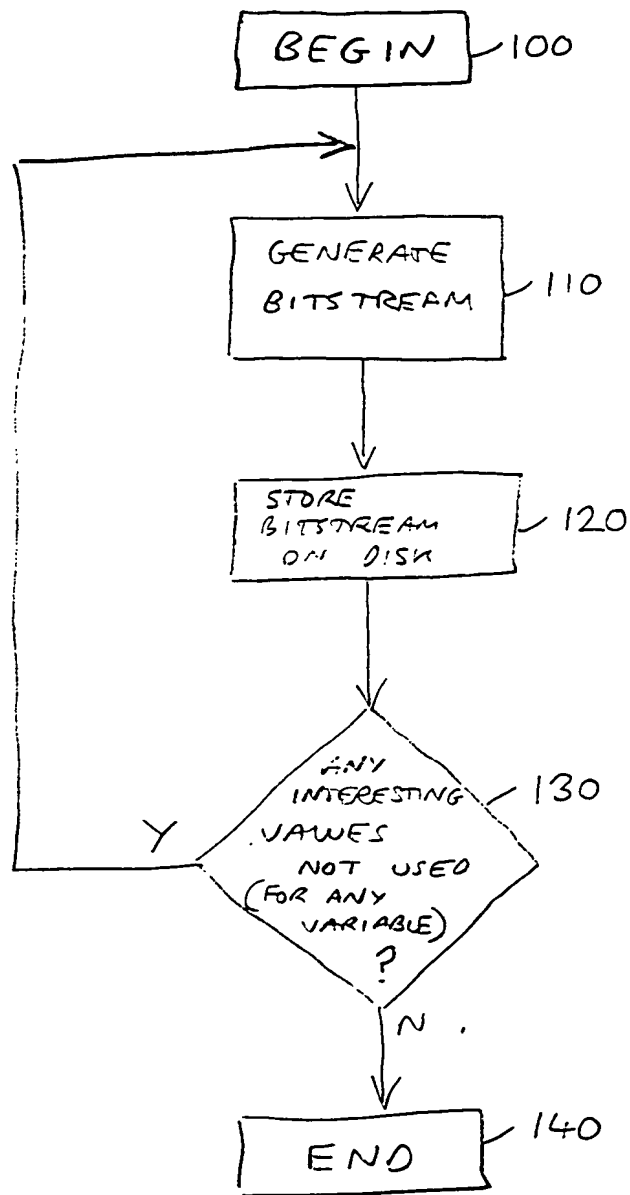 BEGIN
100
GENERATE
BITSTREAM
110
STORE
BITSTREAM
ON DISK
120
ANY
INTERESTING
VALUES
NOT USED
(FOR ANY
VARIABLE)
?
130
Y
N.
END
140